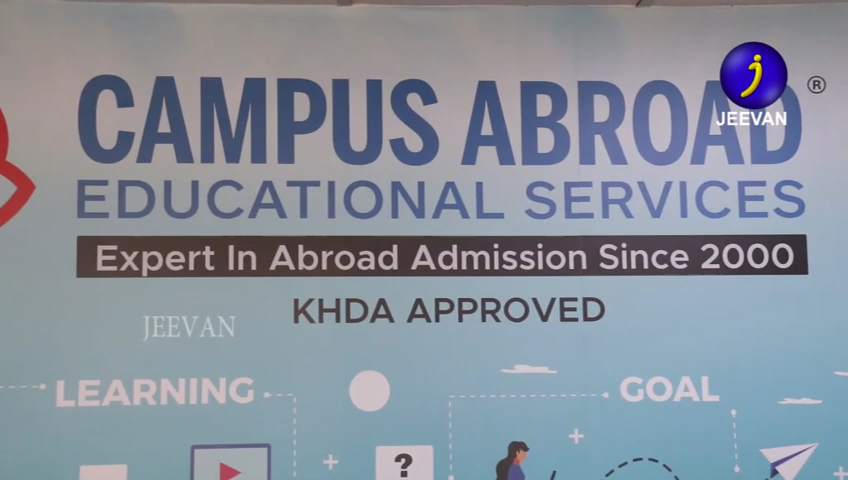 CAMPUS ABROAD
®
JEEVAN
EDUCATIONAL SERVICES
Expert In Abroad Admission Since 2000
KHDA APPROVED
JEEVAN
LEARNING
GOAL
?